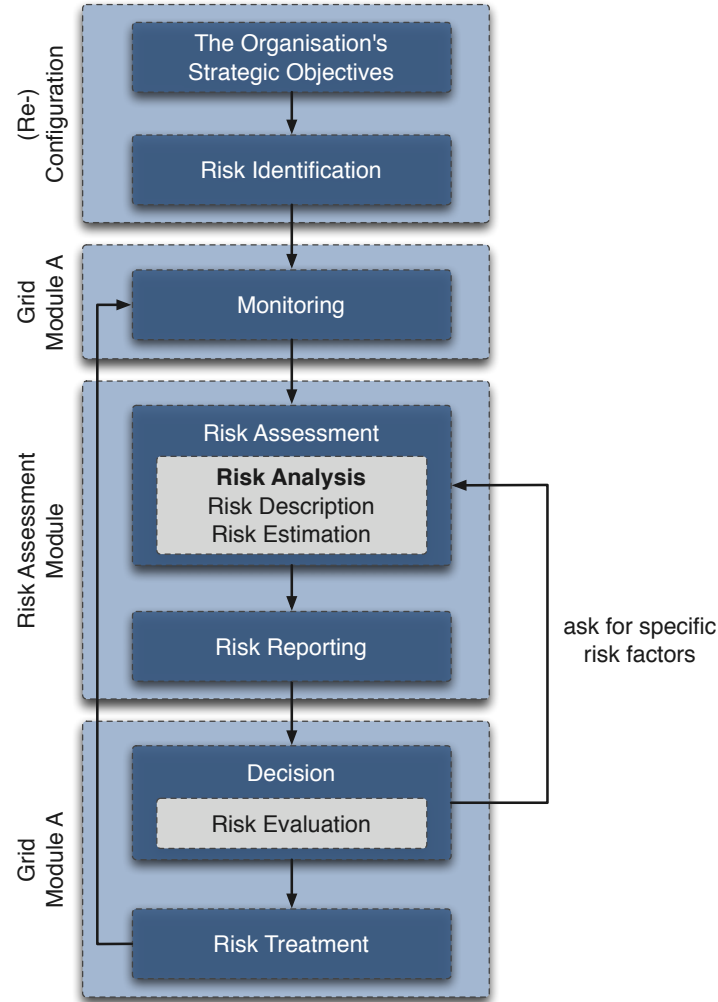 The Organisation's
Strategic Objectives
(Re-)
Configuration
Risk Identification
Grid
Module A
Monitoring
Risk Assessment
Module
Risk Assessment
Risk Analysis
Risk Description
Risk Estimation
Risk Reporting
ask for specific
risk factors
Grid
Module A
Decision
Risk Evaluation
Risk Treatment